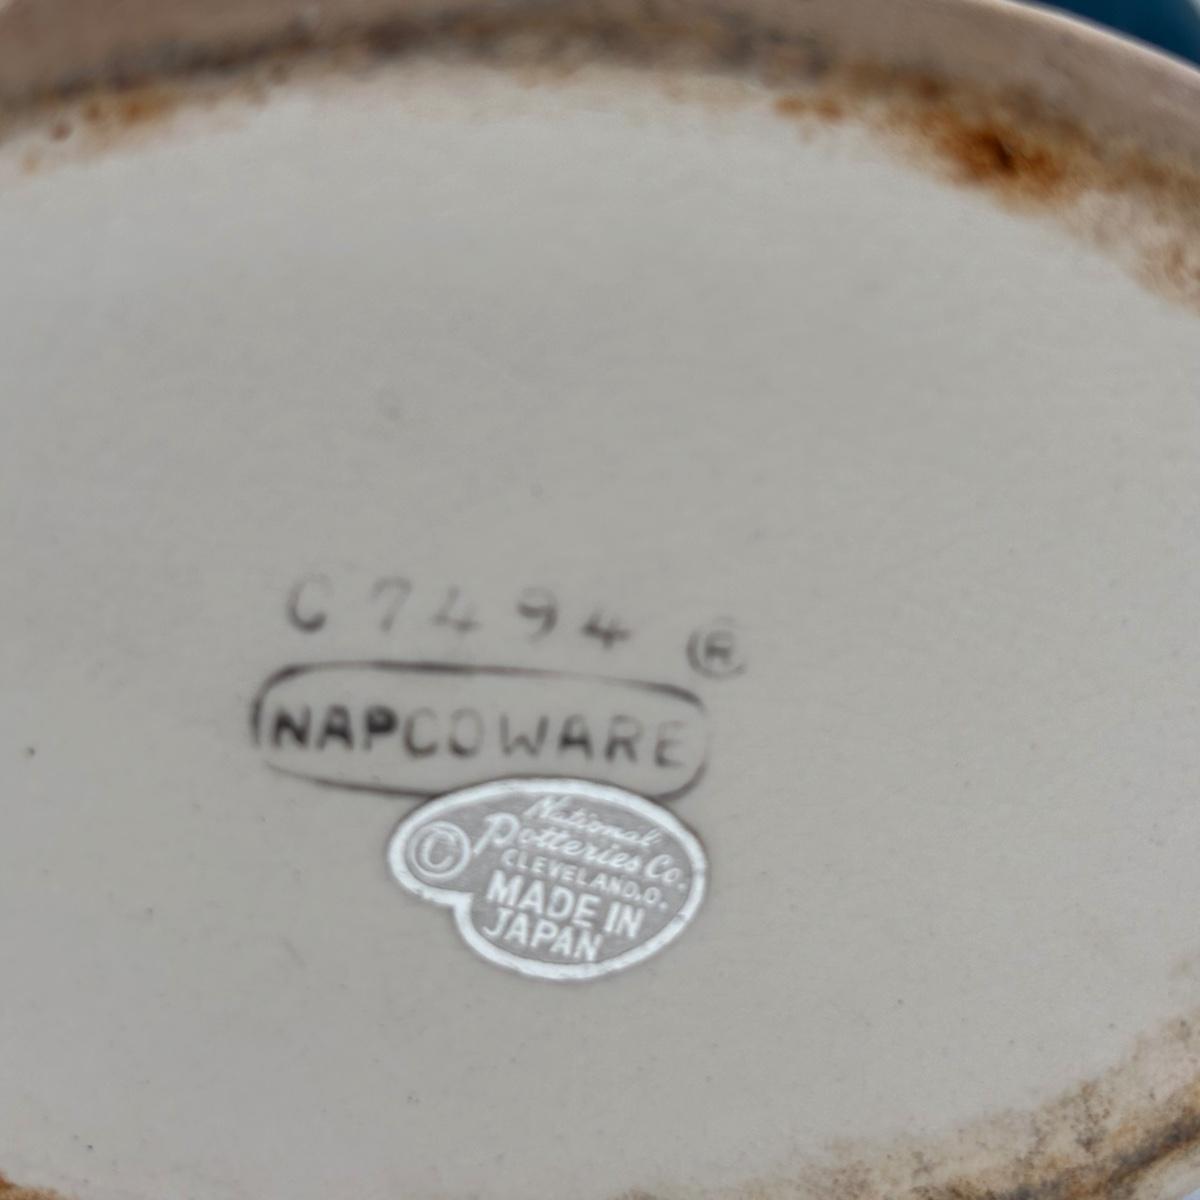 C7494 ®
NAPCOWARE
©
National
Potteries Co.
CLEVELAND,O.
MADE IN
JAPAN